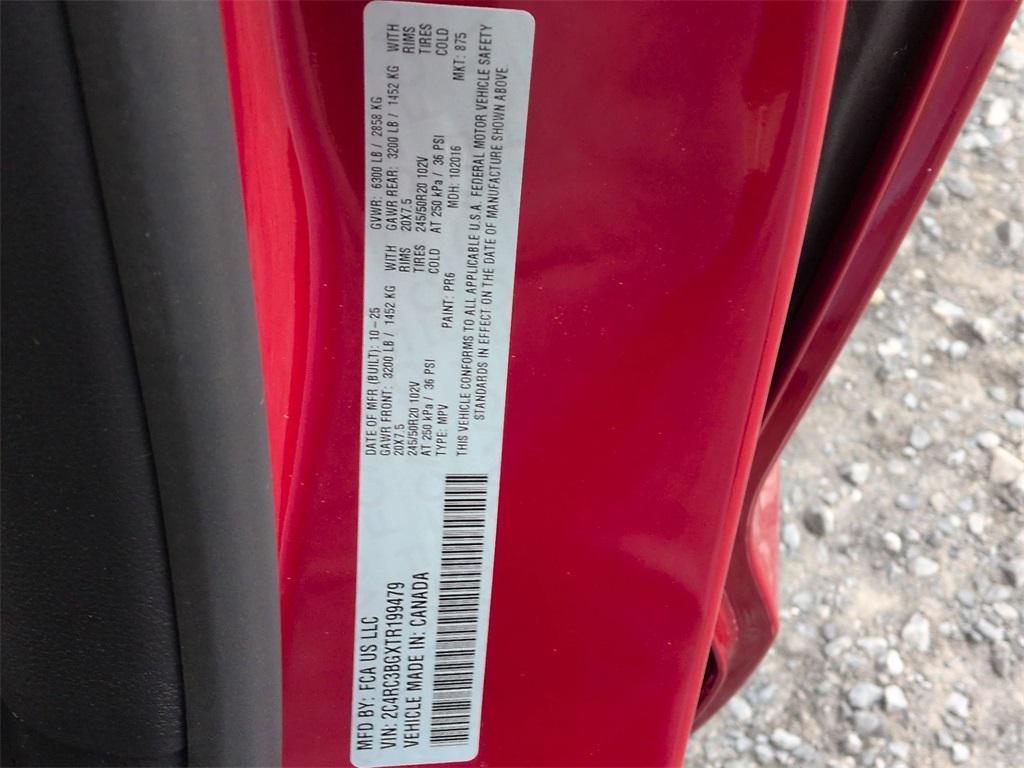 MFD BY: FCA US LLC
VIN: 2C4RC3BGXTR199479
VEHICLE MADE IN: CANADA
DATE OF MFR (BUILT): 10-25
GAWR FRONT: 3200 LB / 1452 KG WITH
20X7.5 RIMS
245/50R20 102V TIRES
AT 250 kPa / 36 PSI COLD
TYPE: MPV PAINT: PR6
GVWR: 6300 LB / 2858 KG
GAWR REAR: 3200 LB / 1452 KG WITH
20X7.5 RIMS
245/50R20 102V TIRES
AT 250 kPa / 36 PSI COLD
MDH: 102016 MKT: 875
THIS VEHICLE CONFORMS TO ALL APPLICABLE U.S.A. FEDERAL MOTOR VEHICLE SAFETY
STANDARDS IN EFFECT ON THE DATE OF MANUFACTURE SHOWN ABOVE.